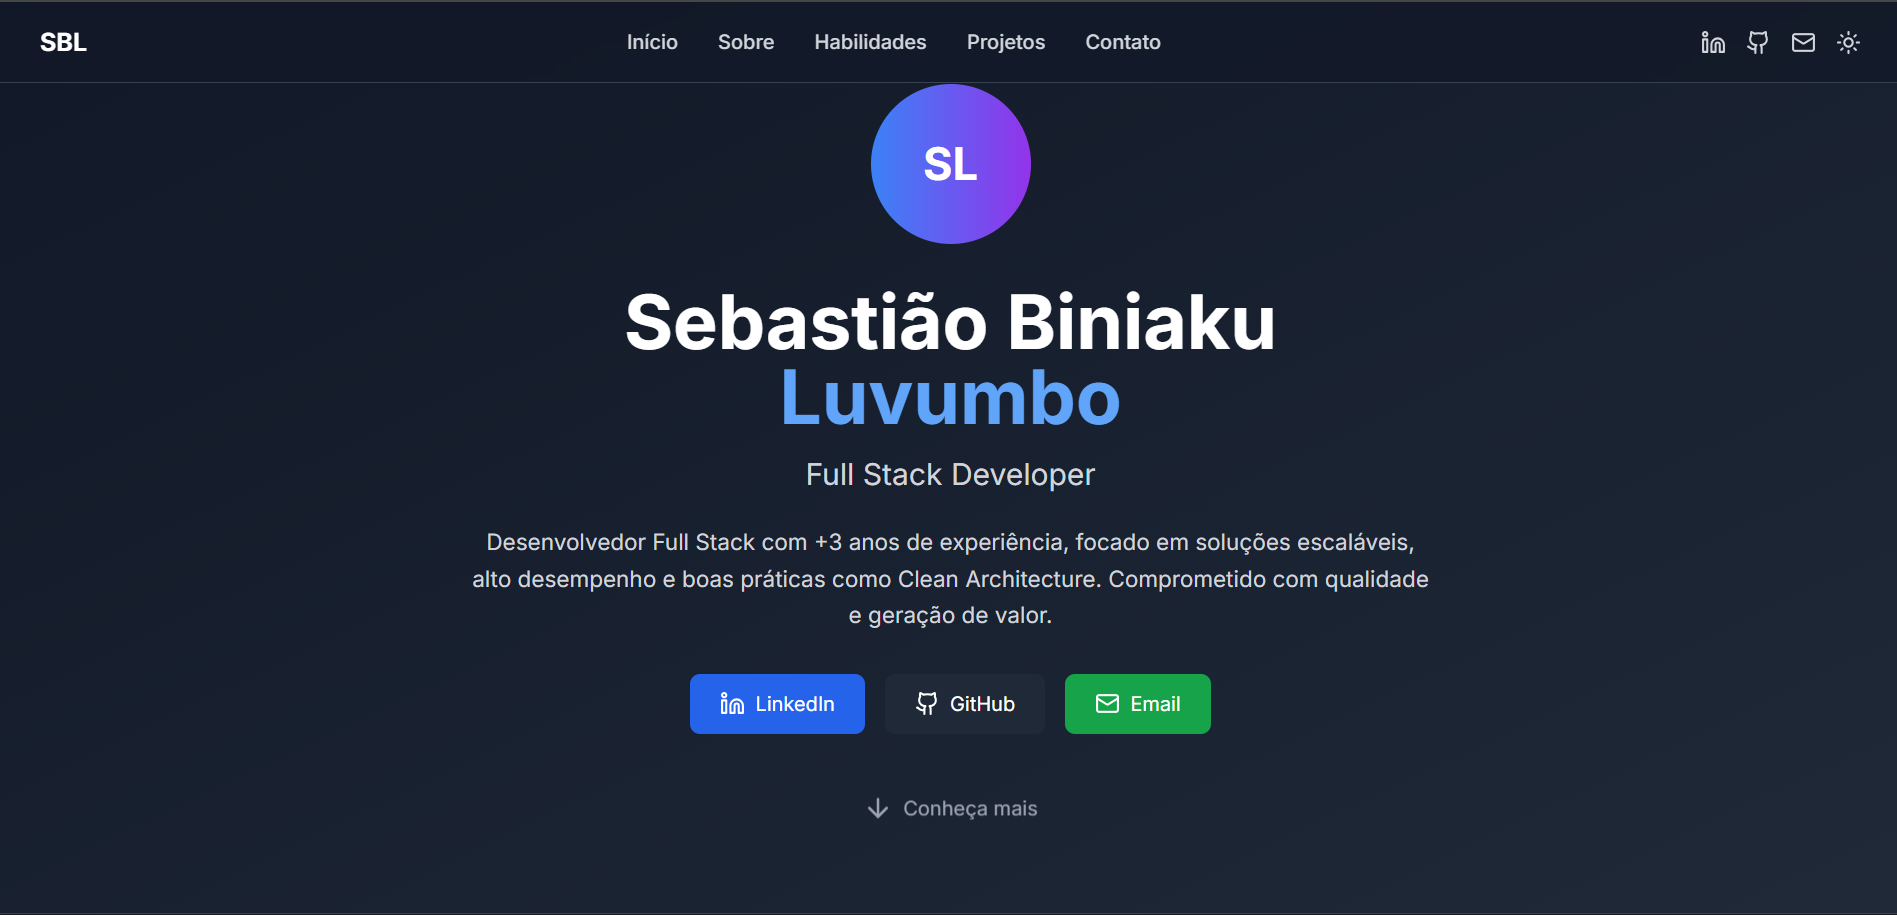 SBL
Início
Sobre
Habilidades
Projetos
Contato
SL
Sebastião Biniaku
Luvumbo
Full Stack Developer
Desenvolvedor Full Stack com +3 anos de experiência, focado em soluções escaláveis,
alto desempenho e boas práticas como Clean Architecture. Comprometido com qualidade
e geração de valor.
LinkedIn
GitHub
Email
Conheça mais